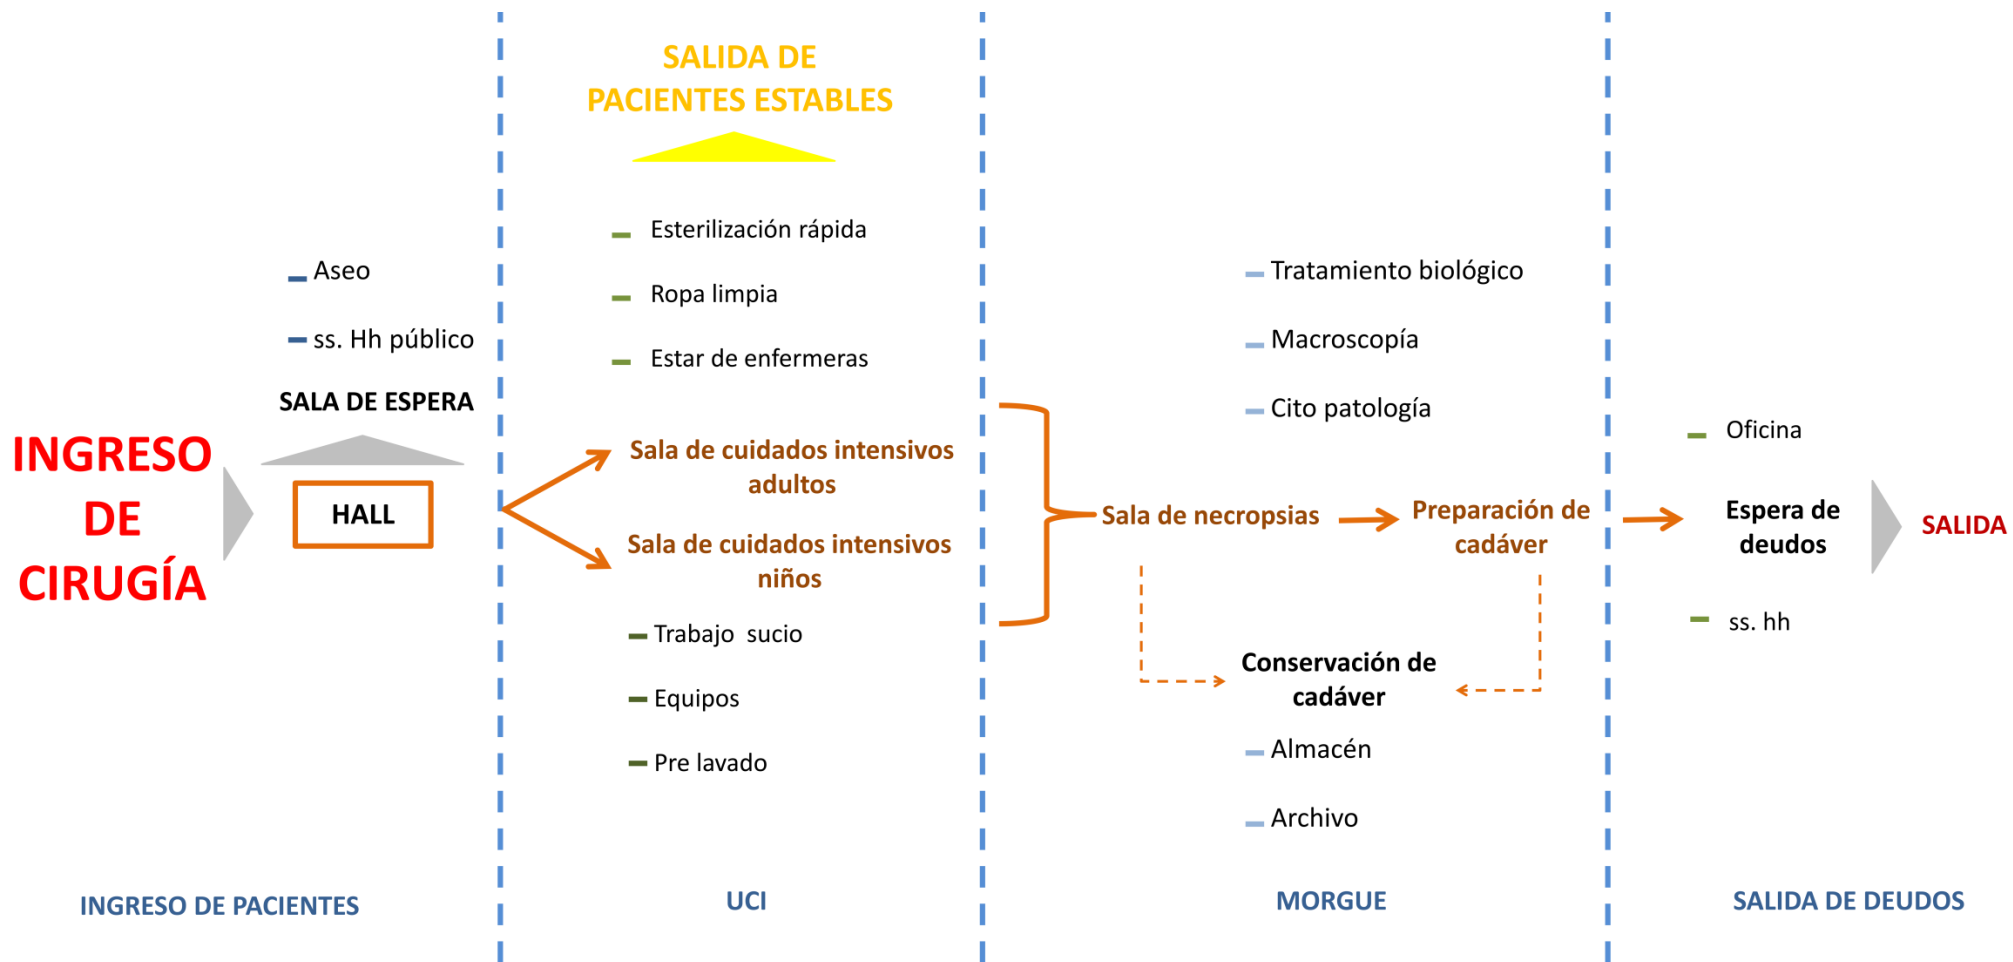 INGRESO
DE
CIRUGÍA
Aseo
ss. Hh público
SALA DE ESPERA
HALL
INGRESO DE PACIENTES
SALIDA DE
PACIENTES ESTABLES
Esterilización rápida
Ropa limpia
Estar de enfermeras
Sala de cuidados intensivos
adultos
Sala de cuidados intensivos
niños
Trabajo sucio
Equipos
Pre lavado
UCI
Tratamiento biológico
Macroscopía
Cito patología
Sala de necropsias
Preparación de
cadáver
Conservación de
cadáver
Almacén
Archivo
MORGUE
Oficina
Espera de
deudos
ss. hh
SALIDA
SALIDA DE DEUDOS